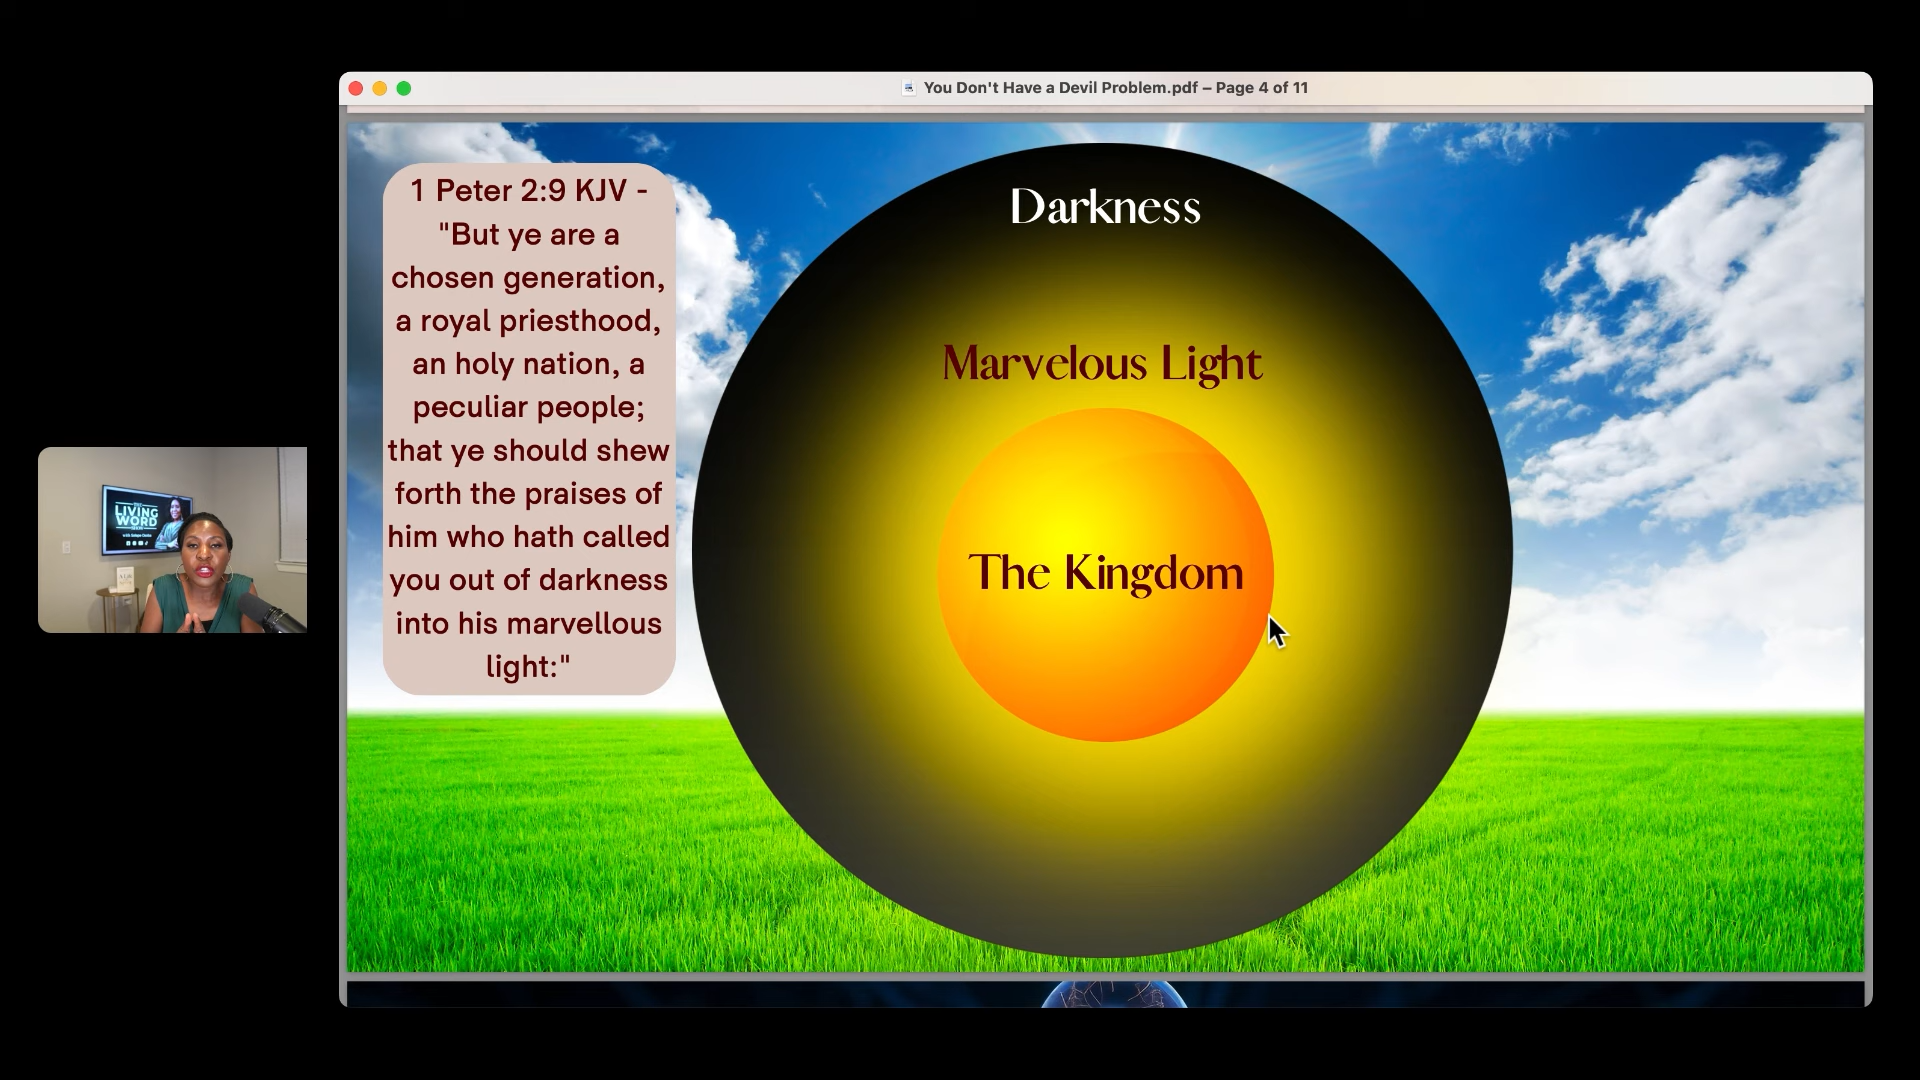 You Don't Have a Devil Problem.pdf – Page 4 of 11
1 Peter 2:9 KJV -
"But ye are a
chosen generation,
a royal priesthood,
an holy nation, a
peculiar people;
that ye should shew
forth the praises of
him who hath called
you out of darkness
into his marvellous
light:"
Darkness
Marvelous Light
The Kingdom
LIVING
WORD